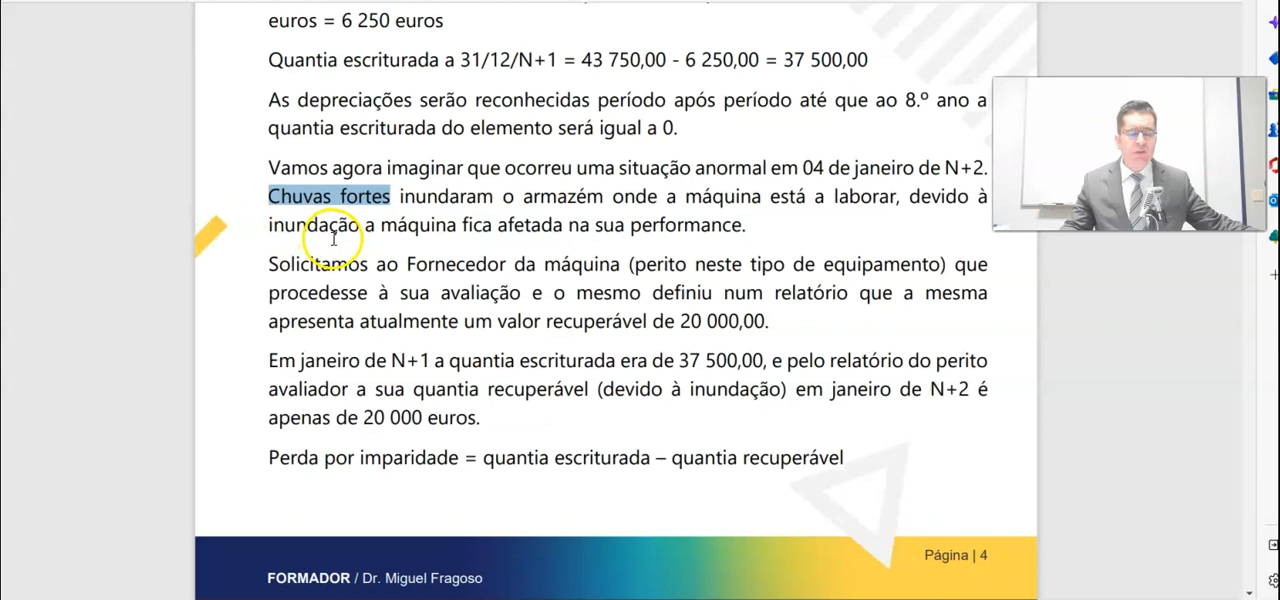 euros = 6 250 euros
Quantia escriturada a 31/12/N+1 = 43 750,00 - 6 250,00 = 37 500,00
As depreciações serão reconhecidas período após período até que ao 8.º ano a
quantia escriturada do elemento será igual a 0.
Vamos agora imaginar que ocorreu uma situação anormal em 04 de janeiro de N+2.
Chuvas fortes inundaram o armazém onde a máquina está a laborar, devido à
inundação a máquina fica afetada na sua performance.
Solicitamos ao Fornecedor da máquina (perito neste tipo de equipamento) que
procedesse à sua avaliação e o mesmo definiu num relatório que a mesma
apresenta atualmente um valor recuperável de 20 000,00.
Em janeiro de N+1 a quantia escriturada era de 37 500,00, e pelo relatório do perito
avaliador a sua quantia recuperável (devido à inundação) em janeiro de N+2 é
apenas de 20 000 euros.
Perda por imparidade = quantia escriturada – quantia recuperável
Página | 4
FORMADOR / Dr. Miguel Fragoso